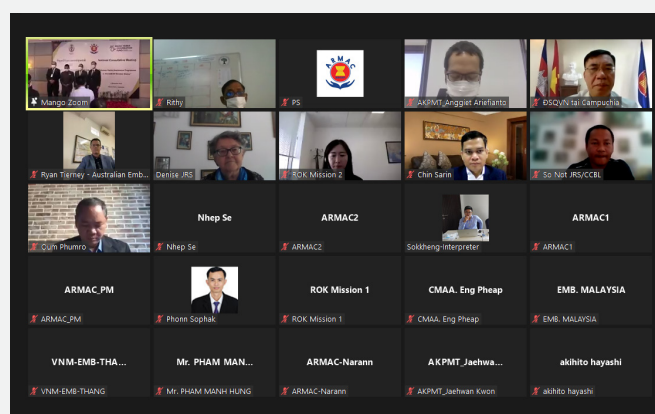 Mango Zoom
Rithy
ARMAC
PS
AKPMT_Anggiet Ariefianto
ĐSQVN tai Campuchia
Ryan Tierney - Australian Emb...
Denise JRS
ROK Mission 2
Chin Sarin
So Not JRS/CCBL
Oum Phumro
Nhep Se
Nhep Se
ARMAC2
ARMAC2
Sokkheng-Interpreter
ARMAC1
ARMAC1
ARMAC_PM
ARMAC_PM
Phonn Sophak
ROK Mission 1
ROK Mission 1
CMAA. Eng Pheap
CMAA. Eng Pheap
EMB. MALAYSIA
EMB. MALAYSIA
VNM-EMB-THA...
VNM-EMB-THANG
Mr. PHAM MAN...
Mr. PHAM MANH HUNG
ARMAC-Narann
ARMAC-Narann
AKPMT_Jaehwa...
AKPMT_Jaehwan Kwon
akihito hayashi
akihito hayashi